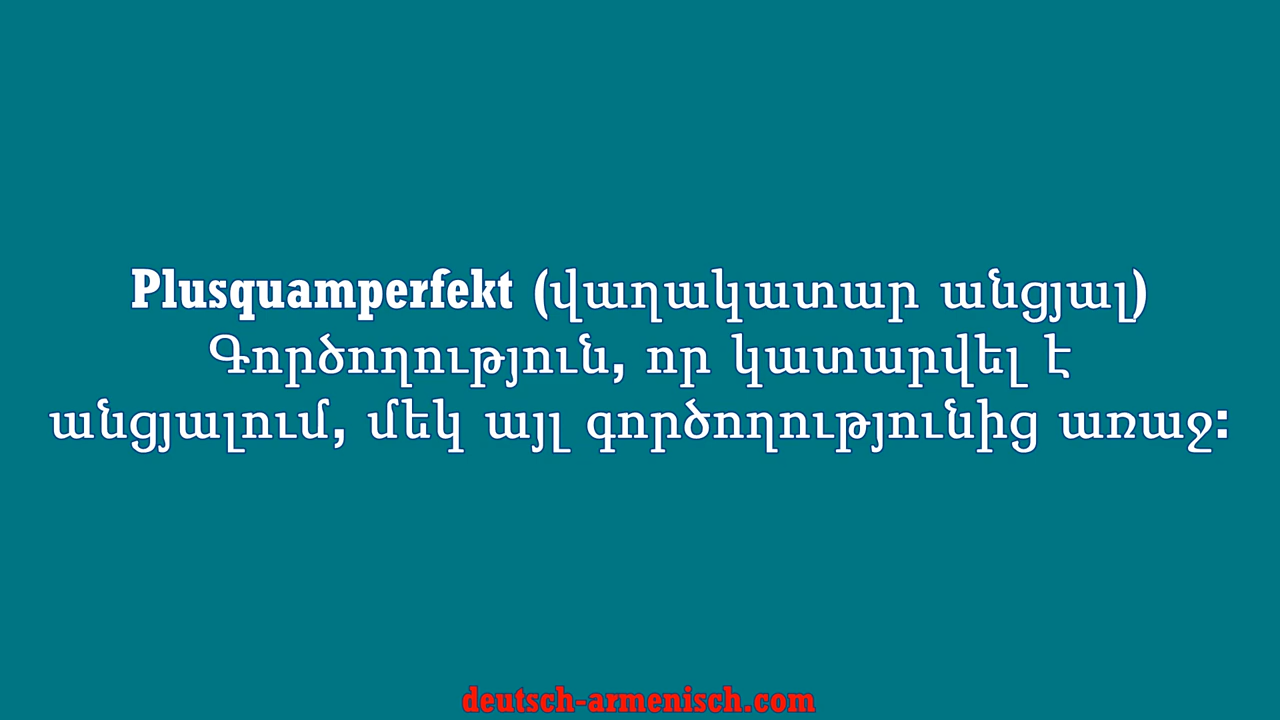 Plusquamperfekt (վաղակատար անցյալ)
Գործողություն, որ կատարվել է
անցյալում, մեկ այլ գործողությունից առաջ:
deutsch-armenisch.com